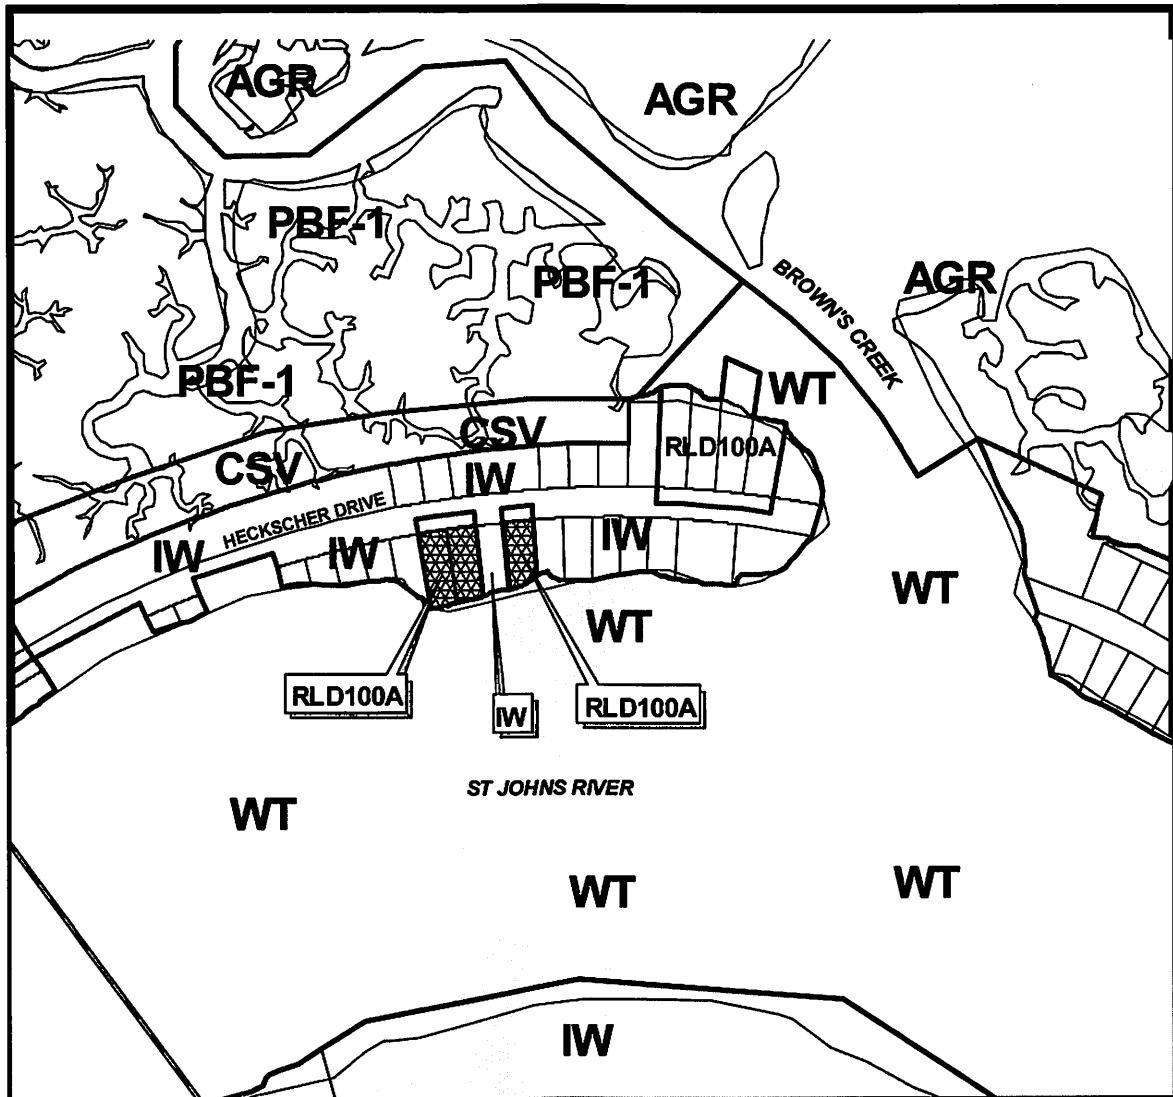 AGR
AGR
PBF-1
PBF-1
BROWN'S CREEK
AGR
PBF-1
WT
CSV
CSV
RLD100A
IW
HECKSCHER DRIVE
IW
IW
IW
WT
WT
RLD100A
IW
RLD100A
ST JOHNS RIVER
WT
WT
WT
IW